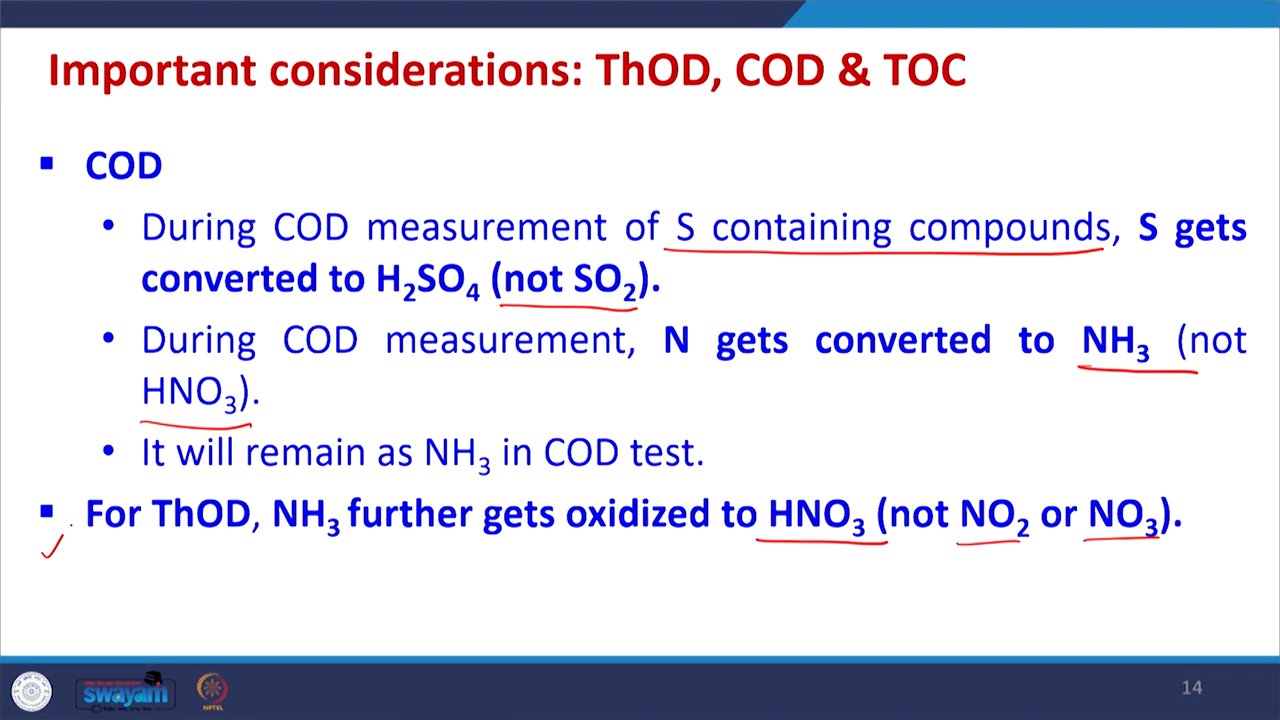 Important considerations: ThOD, COD & TOC
▪ COD
• During COD measurement of S containing compounds, S gets
converted to H₂SO₄ (not SO₂).
• During COD measurement, N gets converted to NH₃ (not
HNO₃).
• It will remain as NH₃ in COD test.
▪ For ThOD, NH₃ further gets oxidized to HNO₃ (not NO₂ or NO₃).
swayam
NPTEL
14